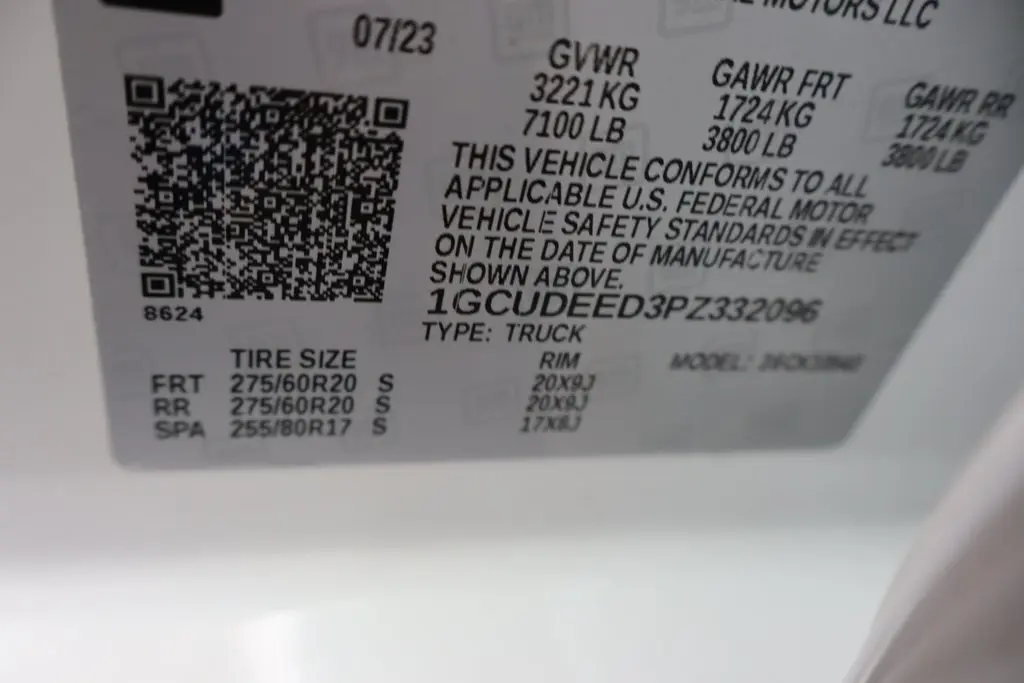 MOTORS LLC
07/23
GVWR GAWR FRT GAWR RR
3221 KG 1724 KG 1724 KG
7100 LB 3800 LB 3800 LB
THIS VEHICLE CONFORMS TO ALL
APPLICABLE U.S. FEDERAL MOTOR
VEHICLE SAFETY STANDARDS IN EFFECT
ON THE DATE OF MANUFACTURE
SHOWN ABOVE.
1GCUDEED3PZ332096
8624
TYPE: TRUCK
TIRE SIZE RIM MODEL:
FRT 275/60R20 S 20X9J
RR 275/60R20 S 20X9J
SPA 255/80R17 S 17X8J